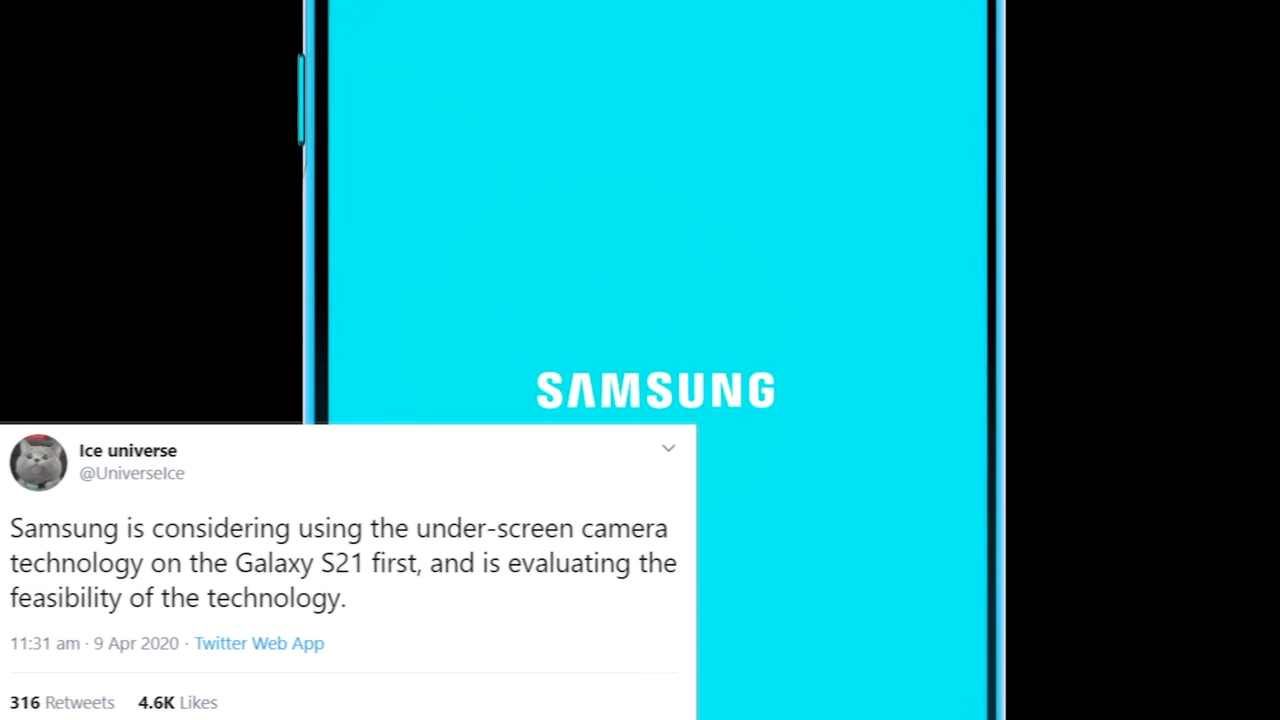 SAMSUNG
Ice universe
@UniverseIce
Samsung is considering using the under-screen camera
technology on the Galaxy S21 first, and is evaluating the
feasibility of the technology.
11:31 am · 9 Apr 2020 · Twitter Web App
316 Retweets 4.6K Likes